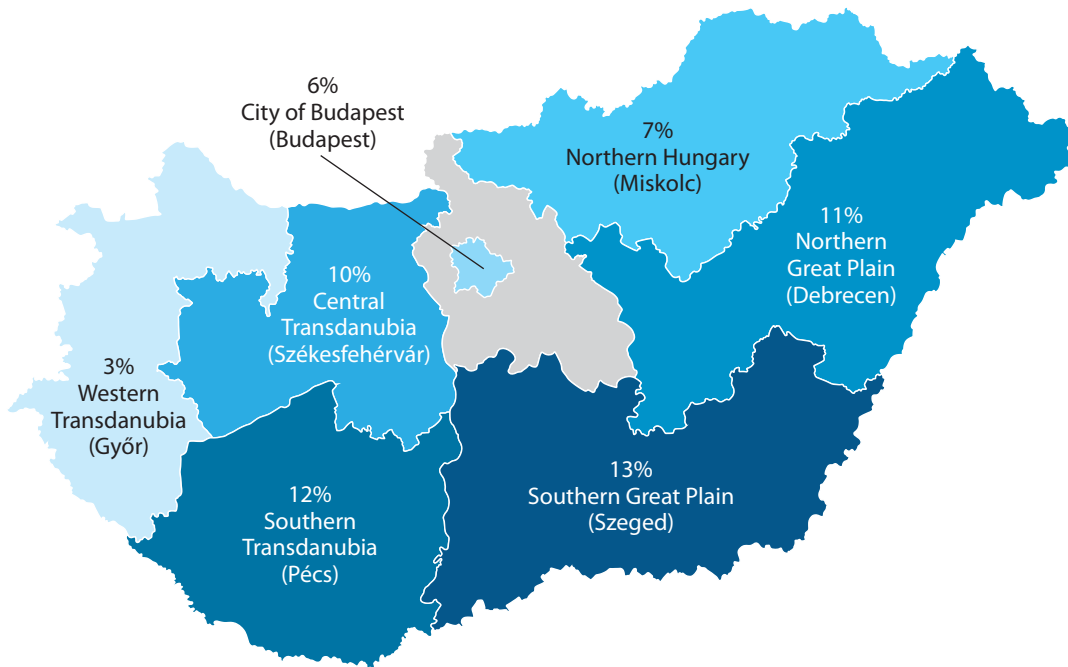 6%
City of Budapest
(Budapest)
7%
Northern Hungary
(Miskolc)
11%
Northern
Great Plain
(Debrecen)
10%
Central
Transdanubia
(Székesfehérvár)
3%
Western
Transdanubia
(Győr)
13%
Southern Great Plain
(Szeged)
12%
Southern
Transdanubia
(Pécs)